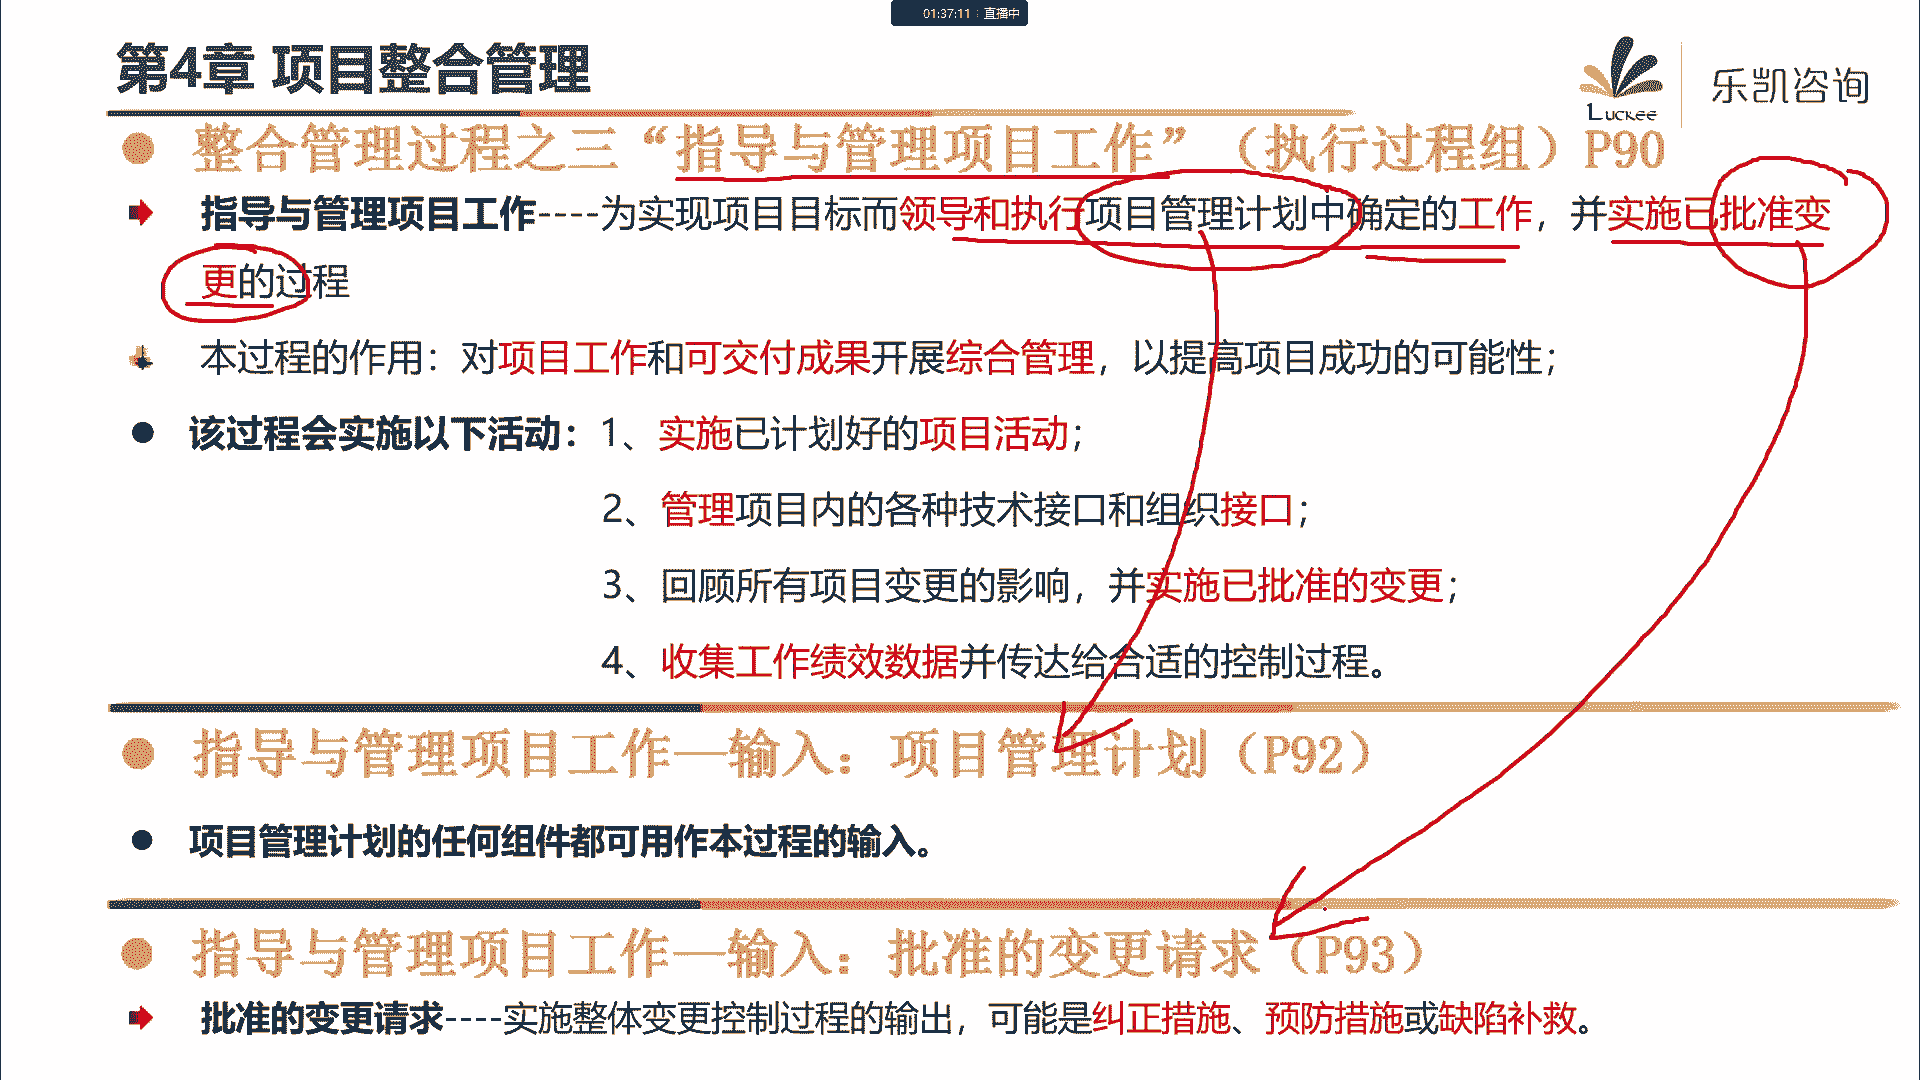 01:37:11 : 直播中
第4章 项目整合管理
Luckee
乐凯咨询
整合管理过程之三“指导与管理项目工作”（执行过程组）P90
指导与管理项目工作----为实现项目目标而领导和执行项目管理计划中确定的工作，并实施已批准变
更的过程
本过程的作用：对项目工作和可交付成果开展综合管理，以提高项目成功的可能性；
该过程会实施以下活动：1、实施已计划好的项目活动；
2、管理项目内的各种技术接口和组织接口；
3、回顾所有项目变更的影响，并实施已批准的变更；
4、收集工作绩效数据并传达给合适的控制过程。
指导与管理项目工作—输入：项目管理计划（P92）
项目管理计划的任何组件都可用作本过程的输入。
指导与管理项目工作—输入：批准的变更请求（P93）
批准的变更请求----实施整体变更控制过程的输出，可能是纠正措施、预防措施或缺陷补救。